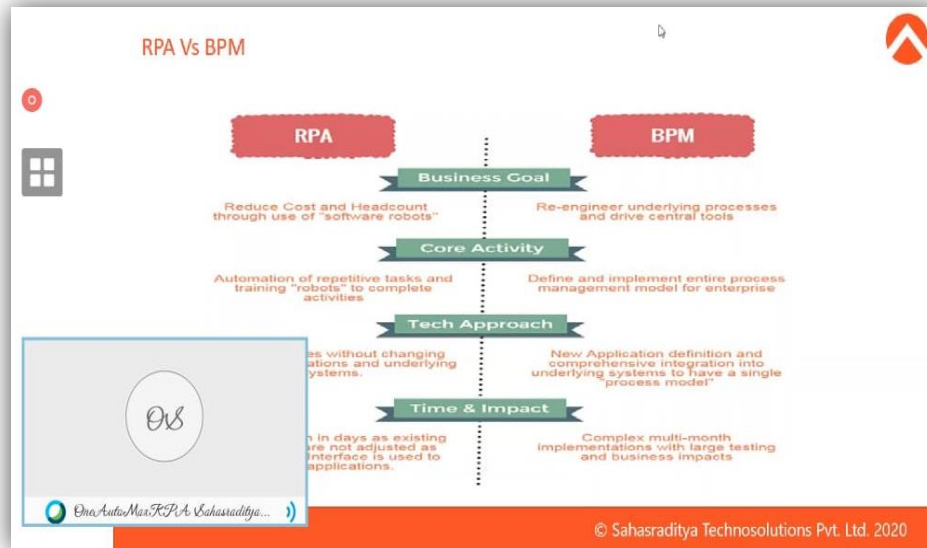 RPA Vs BPM
O
RPA
BPM
Business Goal
Reduce Cost and Headcount
through use of "software robots"
Re-engineer underlying processes
and drive central tools
Core Activity
Automation of repetitive tasks and
training "robots" to complete
activities
Define and implement entire process
management model for enterprise
Tech Approach
without changing
and underlying
New Application definition and
comprehensive integration into
underlying systems to have a single
"process model"
Time & Impact
in days as existing
are not adjusted as
Interface is used to
applications.
Complex multi-month
implementations with large testing
and business impacts
OS
OneAutoMaxRPA Sahasraditya...
© Sahasraditya Technosolutions Pvt. Ltd. 2020